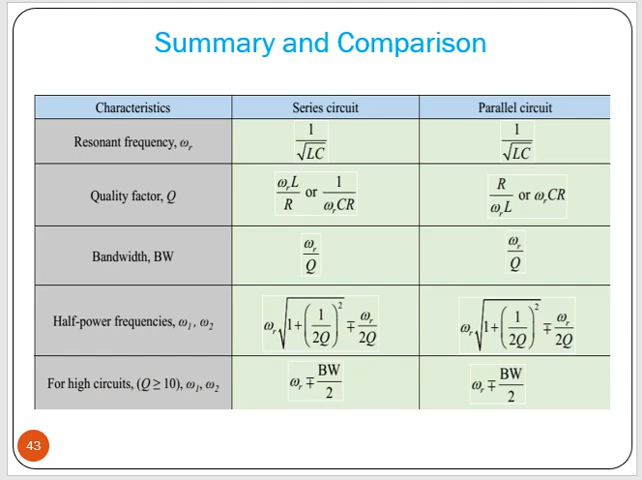 Summary and Comparison
Characteristics Series circuit Parallel circuit
Resonant frequency, ωr 1/√LC 1/√LC
Quality factor, Q ωrL/R or 1/ωrCR R/ωrL or ωrCR
Bandwidth, BW ωr/Q ωr/Q
Half-power frequencies, ω1, ω2 ωr√(1+(1/2Q)²) ∓ ωr/2Q ωr√(1+(1/2Q)²) ∓ ωr/2Q
For high circuits, (Q ≥ 10), ω1, ω2 ωr ∓ BW/2 ωr ∓ BW/2
43